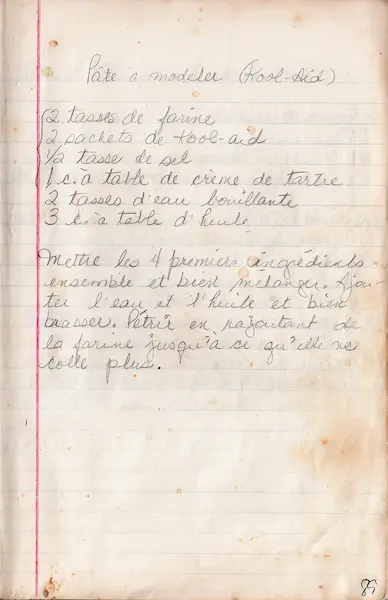 Pâte à modeler (Kool-Aid)
2 tasses de farine
2 sachets de Kool-aid
1/2 tasse de sel
1 c. à table de crème de tartre
2 tasses d'eau bouillante
3 c. à table d'huile
Mettre les 4 premiers ingrédients
ensemble et bien mélanger. Ajou-
ter l'eau et l'huile et bien
brasser. Pétrir en rajoutant de
la farine jusqu'à ce qu'elle ne
colle plus.